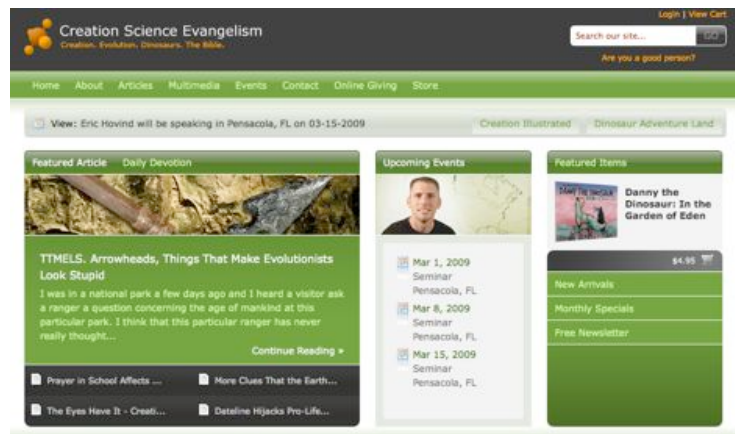 Login | View Cart
Creation Science Evangelism
Creation. Evolution. Dinosaurs. The Bible.
Search our site...
GO
Are you a good person?
Home About Articles Multimedia Events Contact Online Giving Store
View: Eric Hovind will be speaking in Pensacola, FL on 03-15-2009
Creation Illustrated
Dinosaur Adventure Land
Featured Article Daily Devotion
TTMELS. Arrowheads, Things That Make Evolutionists
Look Stupid
I was in a national park a few days ago and I heard a visitor ask
a ranger a question concerning the age of mankind at this
particular park. I think that this particular ranger has never
really thought...
Continue Reading »
Prayer in School Affects ...
More Clues That the Earth...
The Eyes Have It - Creati...
Dateline Hijacks Pro-Life...
Upcoming Events
Mar 1, 2009
Seminar
Pensacola, FL
Mar 8, 2009
Seminar
Pensacola, FL
Mar 15, 2009
Seminar
Pensacola, FL
Featured Items
DANNY THE DINOSAUR
Danny the
Dinosaur: In the
Garden of Eden
$4.95
New Arrivals
Monthly Specials
Free Newsletter